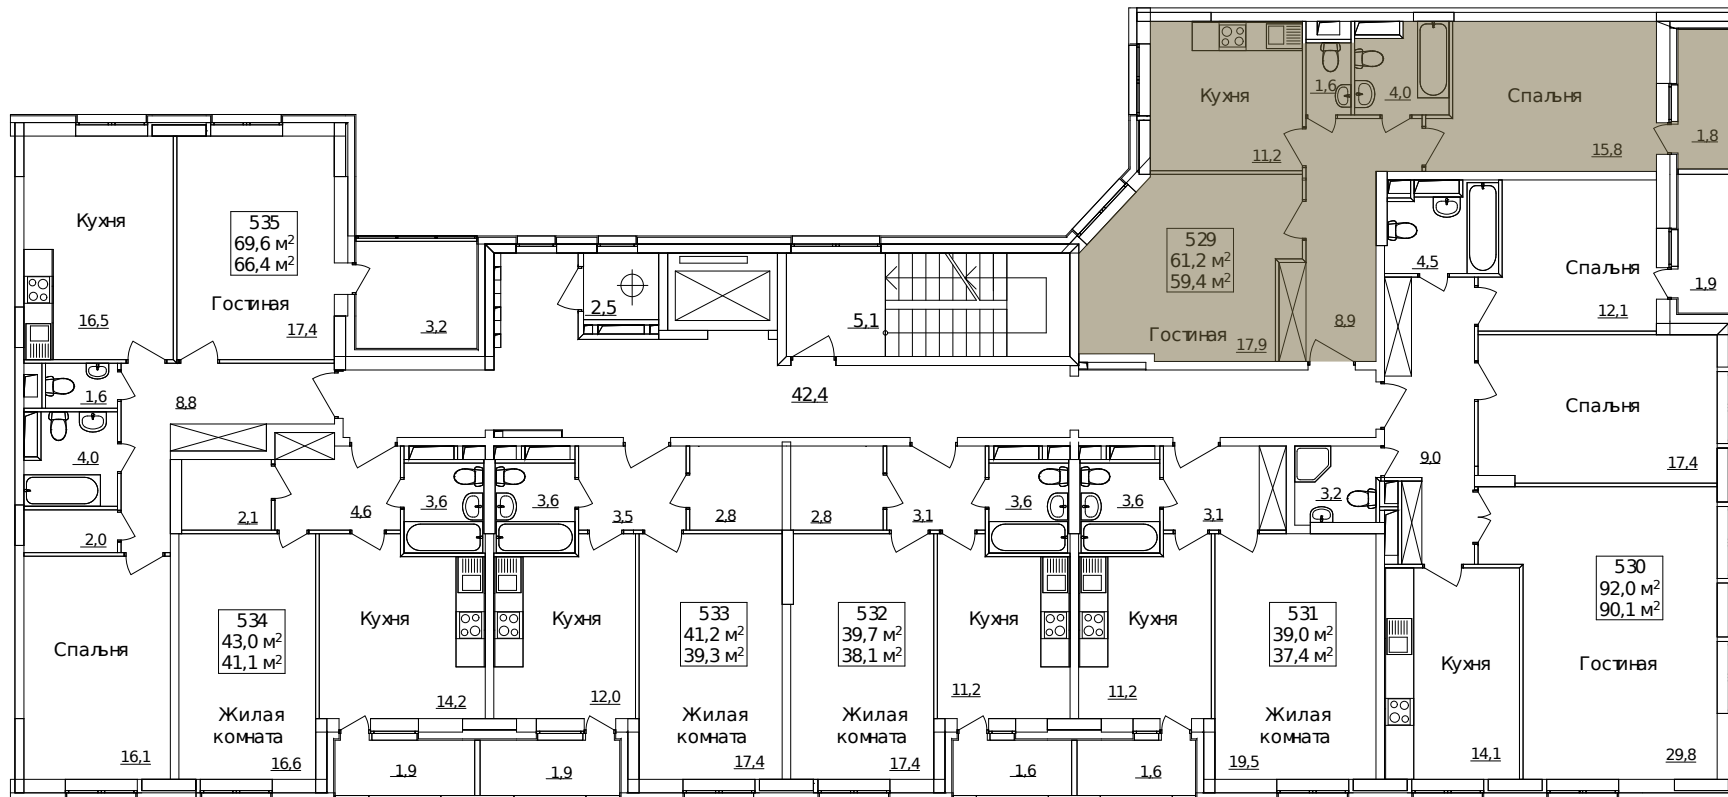 Кухня
1,6
4,0
Спальня
11,2
15,8
1,8
529
61,2 м²
59,4 м²
Гостиная
17,9
8,9
Кухня
16,5
535
69,6 м²
66,4 м²
Гостиная
17,4
3,2
2,5
5,1
4,5
Спальня
12,1
1,9
1,6
8,8
4,0
2,0
42,4
Спальня
17,4
9,0
2,1
4,6
3,6
3,6
3,5
2,8
2,8
3,1
3,6
3,6
3,1
3,2
Спальня
16,1
534
43,0 м²
41,1 м²
Жилая
комната
16,6
Кухня
14,2
Кухня
12,0
533
41,2 м²
39,3 м²
Жилая
комната
17,4
532
39,7 м²
38,1 м²
Жилая
комната
17,4
Кухня
11,2
Кухня
11,2
531
39,0 м²
37,4 м²
Жилая
комната
19,5
Кухня
14,1
530
92,0 м²
90,1 м²
Гостиная
29,8
1,9
1,9
1,6
1,6